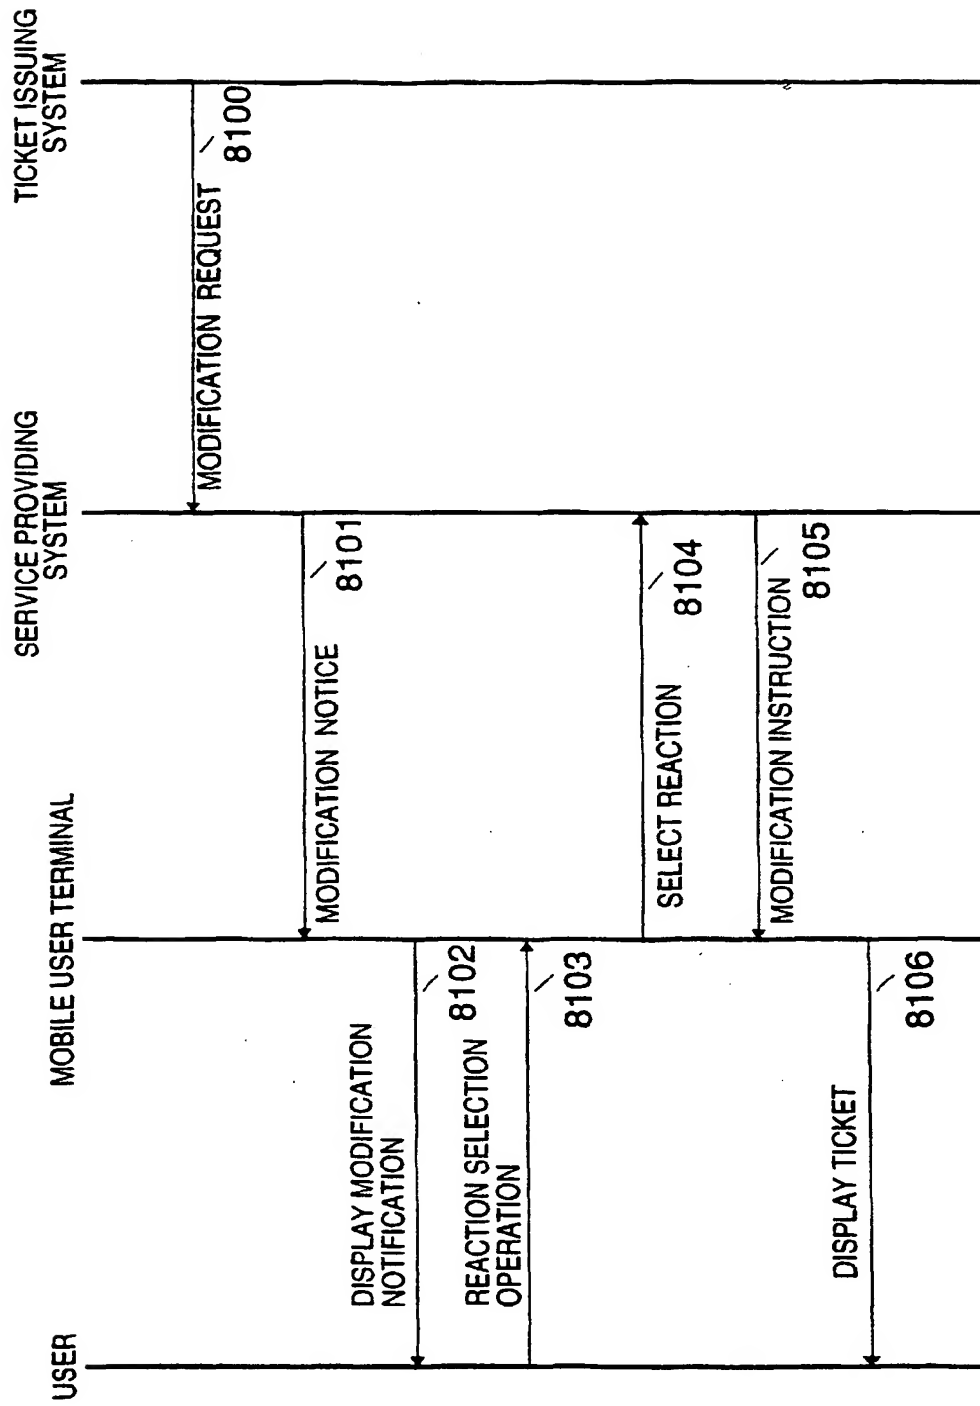 USER
MOBILE USER TERMINAL
SERVICE PROVIDING
SYSTEM
TICKET ISSUING
SYSTEM
MODIFICATION REQUEST
8100
MODIFICATION NOTICE
8101
DISPLAY MODIFICATION
NOTIFICATION
8102
REACTION SELECTION
OPERATION
8103
SELECT REACTION
8104
MODIFICATION INSTRUCTION
8105
DISPLAY TICKET
8106